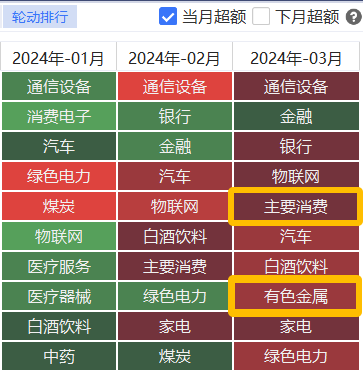 轮动排行 当月超额 下月超额 ?
2024年-01月 2024年-02月 2024年-03月
通信设备 通信设备 通信设备
消费电子 银行 金融
汽车 金融 银行
绿色电力 汽车 物联网
煤炭 物联网 主要消费
物联网 白酒饮料 汽车
医疗服务 主要消费 白酒饮料
医疗器械 绿色电力 有色金属
白酒饮料 家电 家电
中药 煤炭 绿色电力